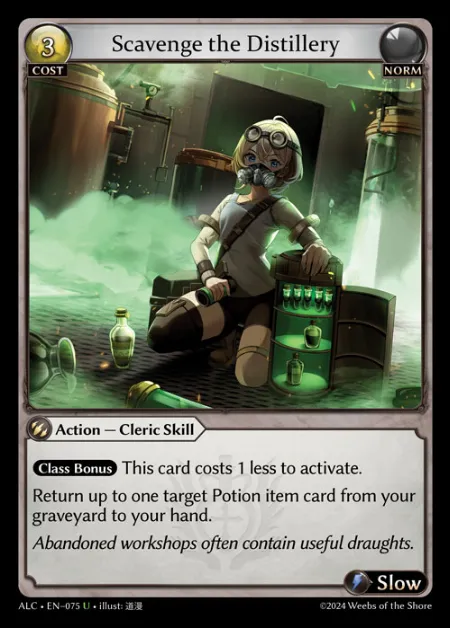 3
Scavenge the Distillery
COST
NORM
Action — Cleric Skill
Class Bonus This card costs 1 less to activate.
Return up to one target Potion item card from your
graveyard to your hand.
Abandoned workshops often contain useful draughts.
Slow
ALC • EN-075 U • illust: 道漫
©2024 Weebs of the Shore